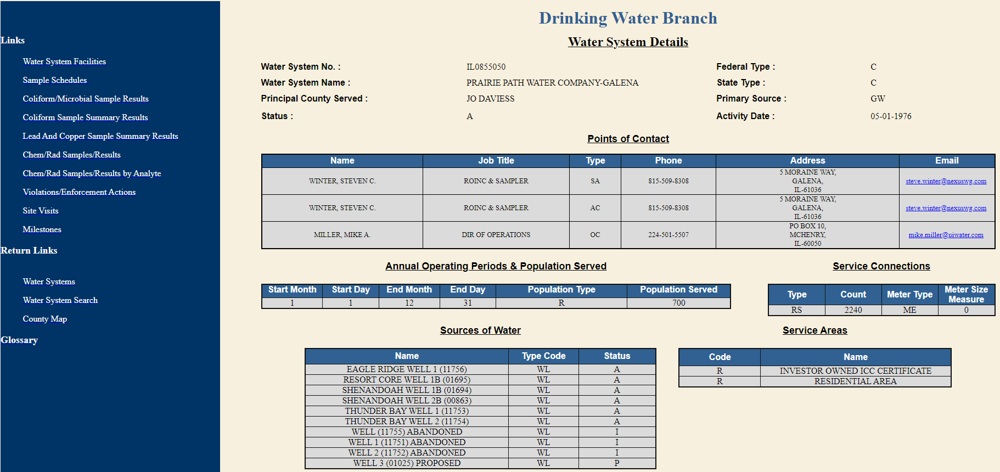 Links
Water System Facilities
Sample Schedules
Coliform/Microbial Sample Results
Coliform Sample Summary Results
Lead And Copper Sample Summary Results
Chem/Rad Samples/Results
Chem/Rad Samples/Results by Analyte
Violations/Enforcement Actions
Site Visits
Milestones
Return Links
Water Systems
Water System Search
County Map
Glossary
Drinking Water Branch
Water System Details
Water System No. : IL0855050 Federal Type : C
Water System Name : PRAIRIE PATH WATER COMPANY-GALENA State Type : C
Principal County Served : JO DAVIESS Primary Source : GW
Status : A Activity Date : 05-01-1976
Points of Contact
Name Job Title Type Phone Address Email
WINTER, STEVEN C. ROINC & SAMPLER SA 815-509-8308 5 MORAINE WAY,
GALENA,
IL-61036 steve.winter@nexuswg.com
WINTER, STEVEN C. ROINC & SAMPLER AC 815-509-8308 5 MORAINE WAY,
GALENA,
IL-61036 steve.winter@nexuswg.com
MILLER, MIKE A. DIR OF OPERATIONS OC 224-501-5507 PO BOX 10,
MCHENRY,
IL-60050 mike.miller@uiwater.com
Annual Operating Periods & Population Served
Start Month Start Day End Month End Day Population Type Population Served
1 1 12 31 R 700
Service Connections
Type Count Meter Type Meter Size
Measure
RS 2240 ME 0
Sources of Water
Name Type Code Status
EAGLE RIDGE WELL 1 (11756) WL A
RESORT CORE WELL 1B (01695) WL A
SHENANDOAH WELL 1B (01694) WL A
SHENANDOAH WELL 2B (00863) WL A
THUNDER BAY WELL 1 (11753) WL A
THUNDER BAY WELL 2 (11754) WL A
WELL (11755) ABANDONED WL I
WELL 1 (11751) ABANDONED WL I
WELL 2 (11752) ABANDONED WL I
WELL 3 (01025) PROPOSED WL P
Service Areas
Code Name
R INVESTOR OWNED ICC CERTIFICATE
R RESIDENTIAL AREA